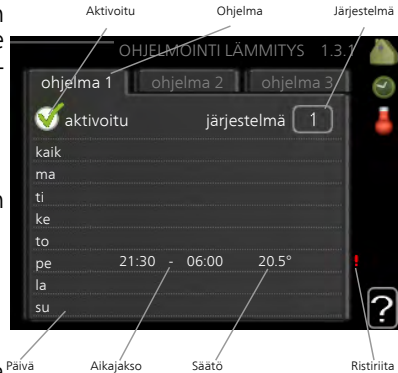 Aktivoitu Ohjelma Järjestelmä
OHJELMOINTI LÄMMITYS 1.3.1
ohjelma 1 ohjelma 2 ohjelma 3
aktivoitu järjestelmä 1
kaik
ma
ti
ke
to
pe 21:30 - 06:00 20.5° !
la
su ?
Päivä Aikajakso Säätö Ristiriita